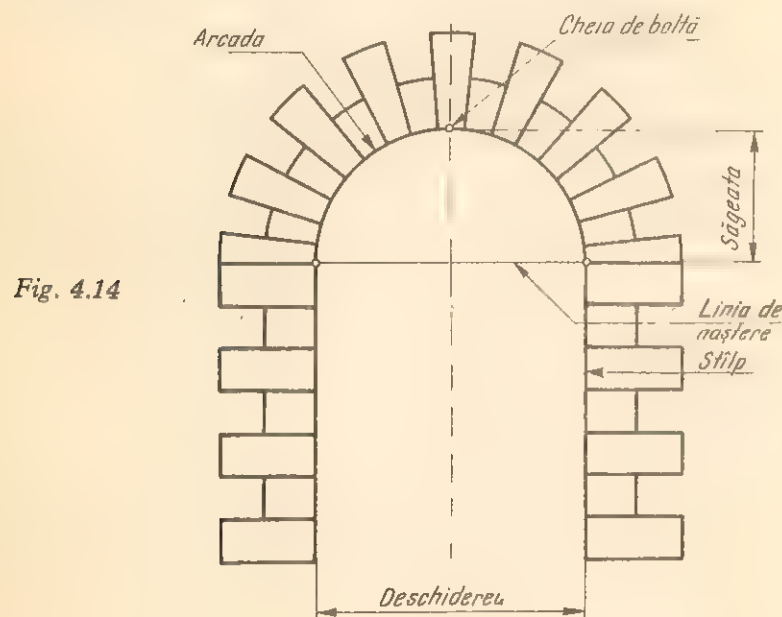 Arcada
Cheia de boltă
Săgeata
Fig. 4.14
Linia de
naștere
Stîlp
Deschiderea